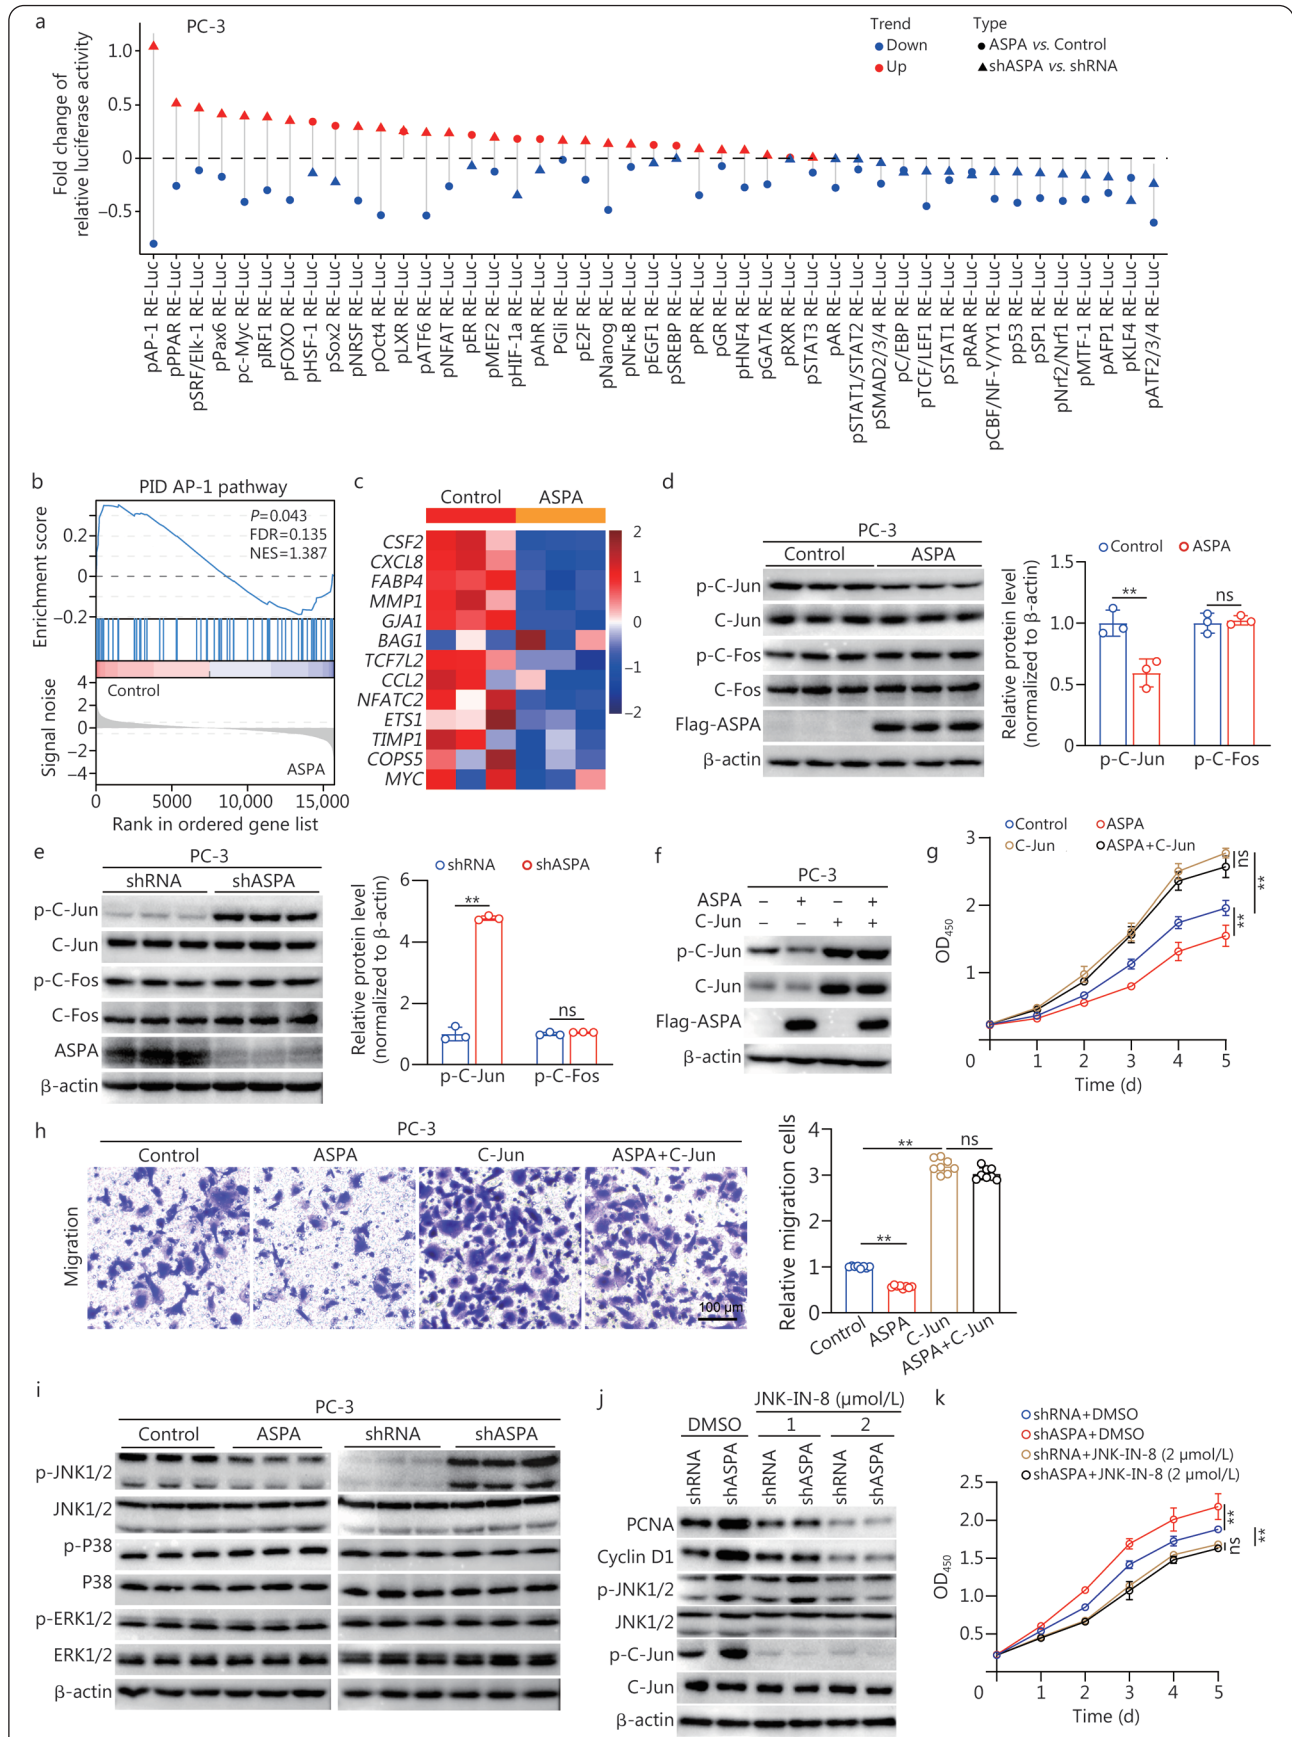 a
PC-3
Trend
Down
Up
Type
ASPA vs. Control
shASPA vs. shRNA
Fold change of
relative luciferase activity
1.0
0.5
0
−0.5
pAP-1 RE-Luc
pPPAR RE-Luc
pSRF/Elk-1 RE-Luc
pPax6 RE-Luc
pc-Myc RE-Luc
pIRF1 RE-Luc
pFOXO RE-Luc
pHSF-1 RE-Luc
pSox2 RE-Luc
pNRSF RE-Luc
pOct4 RE-Luc
pLXR RE-Luc
pATF6 RE-Luc
pNFAT RE-Luc
pER RE-Luc
pMEF2 RE-Luc
pHIF-1a RE-Luc
pAhR RE-Luc
PGli RE-Luc
pE2F RE-Luc
pNanog RE-Luc
pNFκB RE-Luc
pEGF1 RE-Luc
pSREBP RE-Luc
pPR RE-Luc
pGR RE-Luc
pHNF4 RE-Luc
pGATA RE-Luc
pRXR RE-Luc
pSTAT3 RE-Luc
pAR RE-Luc
pSTAT1/STAT2 RE-Luc
pSMAD2/3/4 RE-Luc
pC/EBP RE-Luc
pTCF/LEF1 RE-Luc
pSTAT1 RE-Luc
pRAR RE-Luc
pCBF/NF-Y/YY1 RE-Luc
pp53 RE-Luc
pSP1 RE-Luc
pNrf2/Nrf1 RE-Luc
pMTF-1 RE-Luc
pAFP1 RE-Luc
pKLF4 RE-Luc
pATF2/3/4 RE-Luc
b
PID AP-1 pathway
P=0.043
FDR=0.135
NES=1.387
Enrichment score
0.2
0
−0.2
Signal noise
4
2
0
−2
−4
Control
ASPA
0 5000 10,000 15,000
Rank in ordered gene list
c
Control ASPA
CSF2
CXCL8
FABP4
MMP1
GJA1
BAG1
TCF7L2
CCL2
NFATC2
ETS1
TIMP1
COPS5
MYC
2
1
0
−1
−2
d
PC-3
Control ASPA
p-C-Jun
C-Jun
p-C-Fos
C-Fos
Flag-ASPA
β-actin
Control ASPA
Relative protein level
(normalized to β-actin)
1.5
1.0
0.5
0
** ns
p-C-Jun p-C-Fos
e
PC-3
shRNA shASPA
p-C-Jun
C-Jun
p-C-Fos
C-Fos
ASPA
β-actin
shRNA shASPA
Relative protein level
(normalized to β-actin)
6
4
2
0
**
ns
p-C-Jun p-C-Fos
f
PC-3
ASPA − + − +
C-Jun − − + +
p-C-Jun
C-Jun
Flag-ASPA
β-actin
g
Control ASPA
C-Jun ASPA+C-Jun
OD450
3
2
1
0 1 2 3 4 5
Time (d)
ns
**
**
h
PC-3
Control ASPA C-Jun ASPA+C-Jun
Migration
100 μm
Relative migration cells
4
3
2
1
0
** ns
**
Control
ASPA
C-Jun
ASPA+C-Jun
i
PC-3
Control ASPA shRNA shASPA
p-JNK1/2
JNK1/2
p-P38
P38
p-ERK1/2
ERK1/2
β-actin
j
JNK-IN-8 (μmol/L)
DMSO 1 2
shRNA
shASPA
shRNA
shASPA
shRNA
shASPA
PCNA
Cyclin D1
p-JNK1/2
JNK1/2
p-C-Jun
C-Jun
β-actin
k
shRNA+DMSO
shASPA+DMSO
shRNA+JNK-IN-8 (2 μmol/L)
shASPA+JNK-IN-8 (2 μmol/L)
OD450
2.5
2.0
1.5
1.0
0.5
0 1 2 3 4 5
Time (d)
**
**
ns